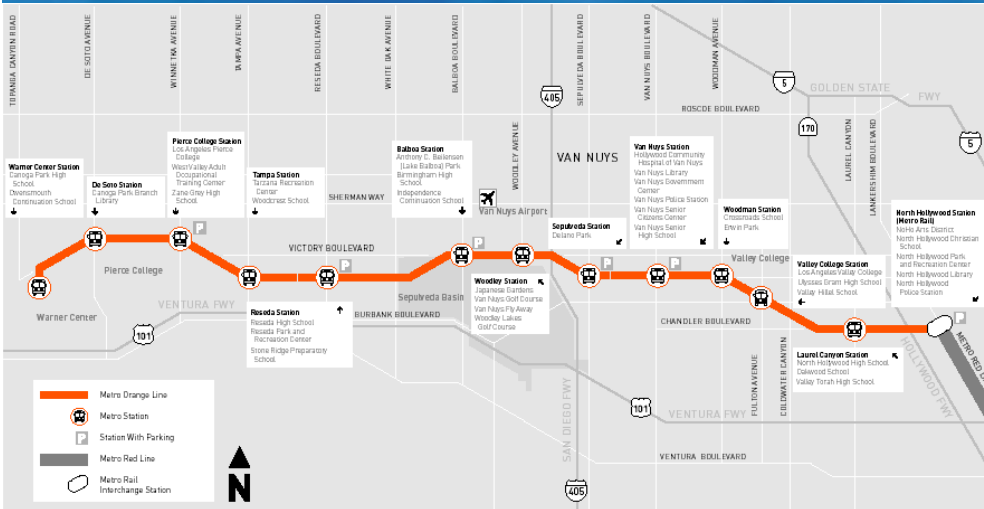 TOPANGA CANYON ROAD
DE SOTO AVENUE
WINNETKA AVENUE
TAMPA AVENUE
RESEDA BOULEVARD
WHITE OAK AVENUE
BALBOA BOULEVARD
WOODLEY AVENUE
405
SEPULVEDA BOULEVARD
VAN NUYS BOULEVARD
WOODMAN AVENUE
5
GOLDEN STATE
FWY
ROSCOE BOULEVARD
170
LAUREL CANYON
LANKERSHIM BOULEVARD
5
Warner Center Station
Canoga Park High
School
Owensmouth
Continuation School
De Soto Station
Canoga Park Branch
Library
Pierce College Station
Los Angeles Pierce
College
West Valley Adult
Occupational
Training Center
Zane Grey High
School
P
Tampa Station
Tarzana Recreation
Center
Woodcrest School
SHERMAN WAY
Balboa Station
Anthony C. Beilensen
(Lake Balboa) Park
Birmingham High
School
Independence
Continuation School
Van Nuys Airport
VAN NUYS
Sepulveda Station
Delano Park
Van Nuys Station
Hollywood Community
Hospital of Van Nuys
Van Nuys Library
Van Nuys Government
Center
Van Nuys Police Station
Van Nuys Senior
Citizens Center
Van Nuys Senior
High School
Woodman Station
Crossroads School
Erwin Park
North Hollywood Station
(Metro Rail)
NoHo Arts District
North Hollywood Christian
School
North Hollywood Park
and Recreation Center
North Hollywood Library
North Hollywood
Police Station
VICTORY BOULEVARD
P
P
P
P
Valley College
Valley College Station
Los Angeles Valley College
Ulysses Grant High School
Valley Hillel School
Pierce College
Warner Center
VENTURA FWY
101
Sepulveda Basin
BURBANK BOULEVARD
Reseda Station
Reseda High School
Reseda Park and
Recreation Center
Stone Ridge Preparatory
School
Woodley Station
Japanese Gardens
Van Nuys Golf Course
Van Nuys Fly Away
Woodley Lakes
Golf Course
CHANDLER BOULEVARD
P
METRO RED
Laurel Canyon Station
North Hollywood High School
Oakwood School
Valley Torah High School
HOLLYWOOD FWY
FULTON AVENUE
COLDWATER CANYON
SAN DIEGO FWY
101
VENTURA FWY
VENTURA BOULEVARD
405
Metro Orange Line
Metro Station
P
Station With Parking
Metro Red Line
Metro Rail
Interchange Station
N